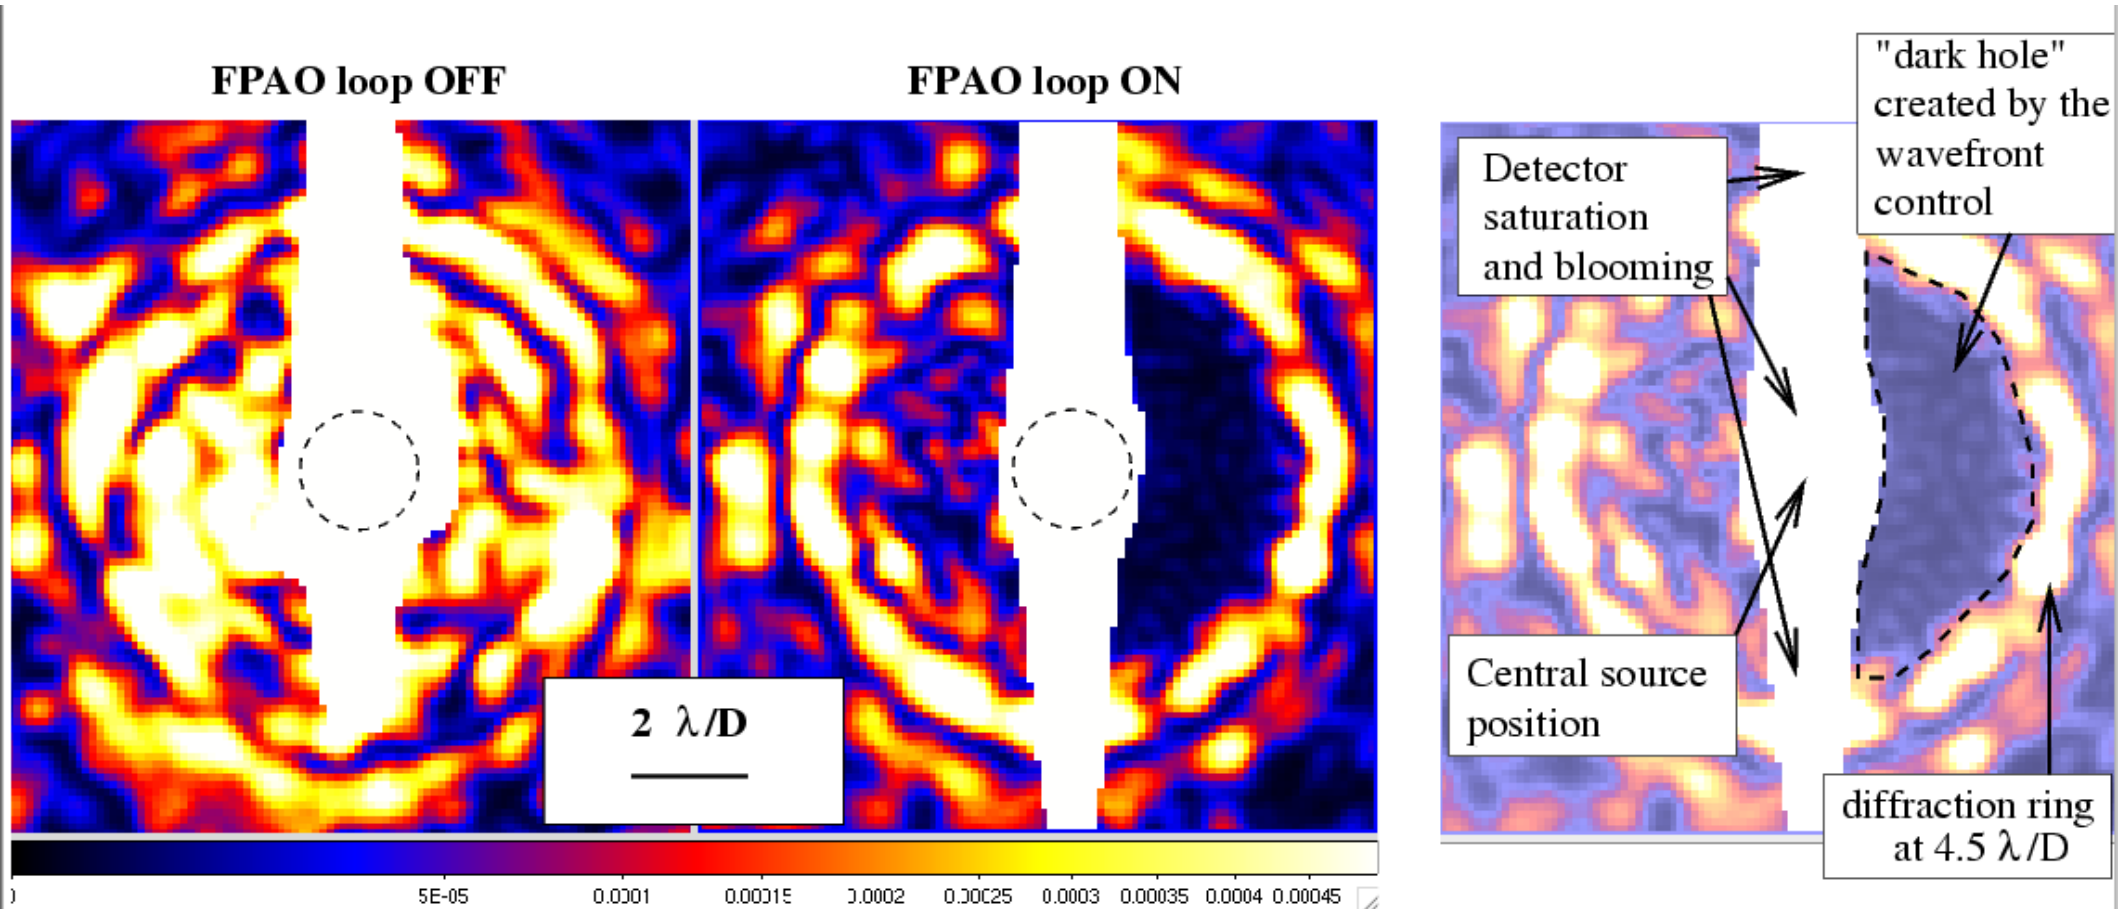 FPAO loop OFF
FPAO loop ON
2 λ/D
5E-05 0.0001 0.00015 0.0002 0.00025 0.0003 0.00035 0.0004 0.00045
Detector
saturation
and blooming
"dark hole"
created by the
wavefront
control
Central source
position
diffraction ring
at 4.5 λ/D